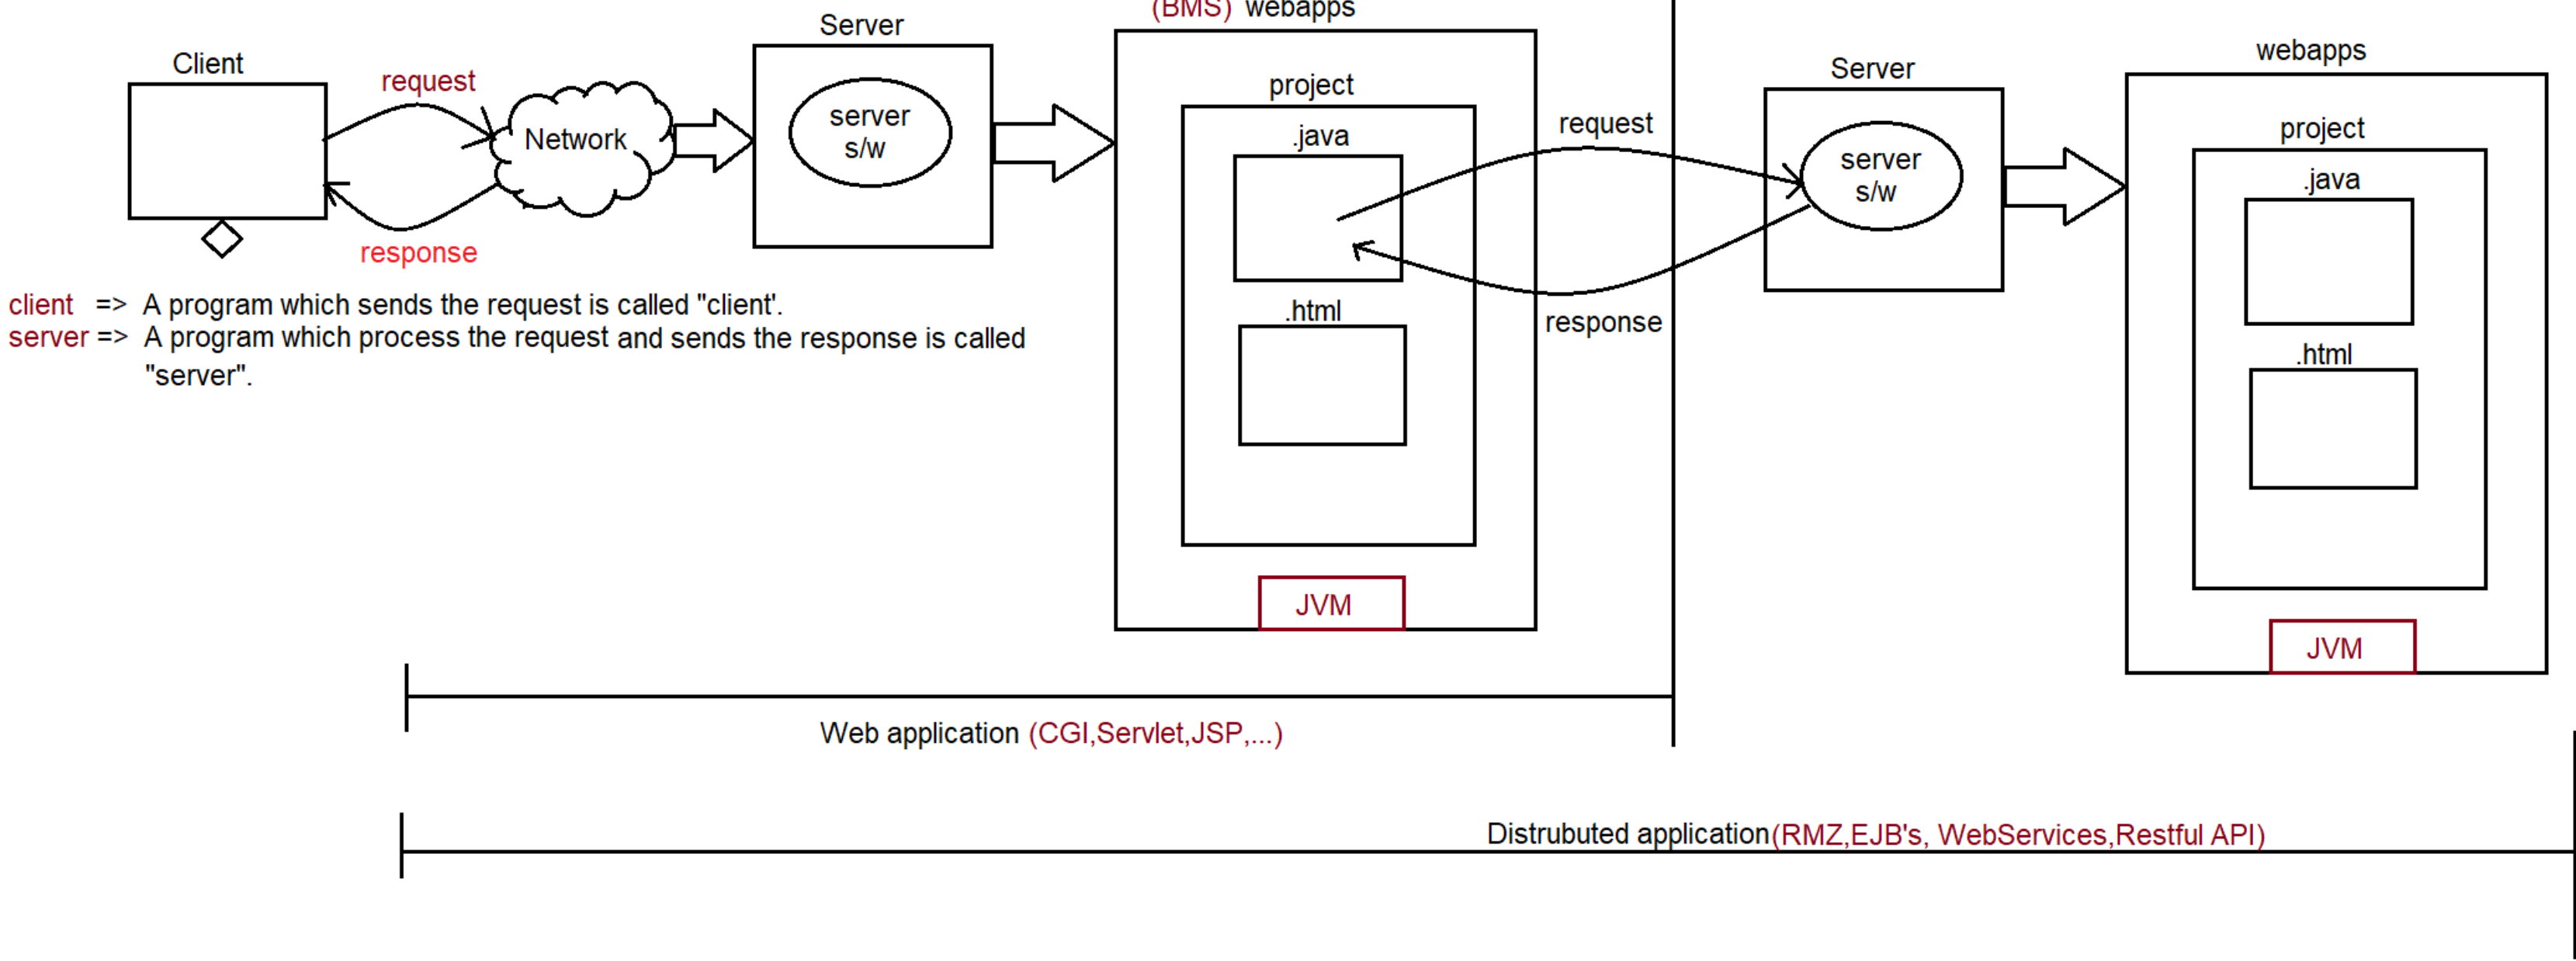 (BMS) webapps
Server
Client
webapps
Server
request
project
server
s/w
Network
.java
request
project
server
s/w
.java
response
client => A program which sends the request is called "client'.
server => A program which process the request and sends the response is called
"server".
.html
response
.html
JVM
JVM
Web application (CGI,Servlet,JSP,...)
Distrubuted application(RMZ,EJB's, WebServices,Restful API)